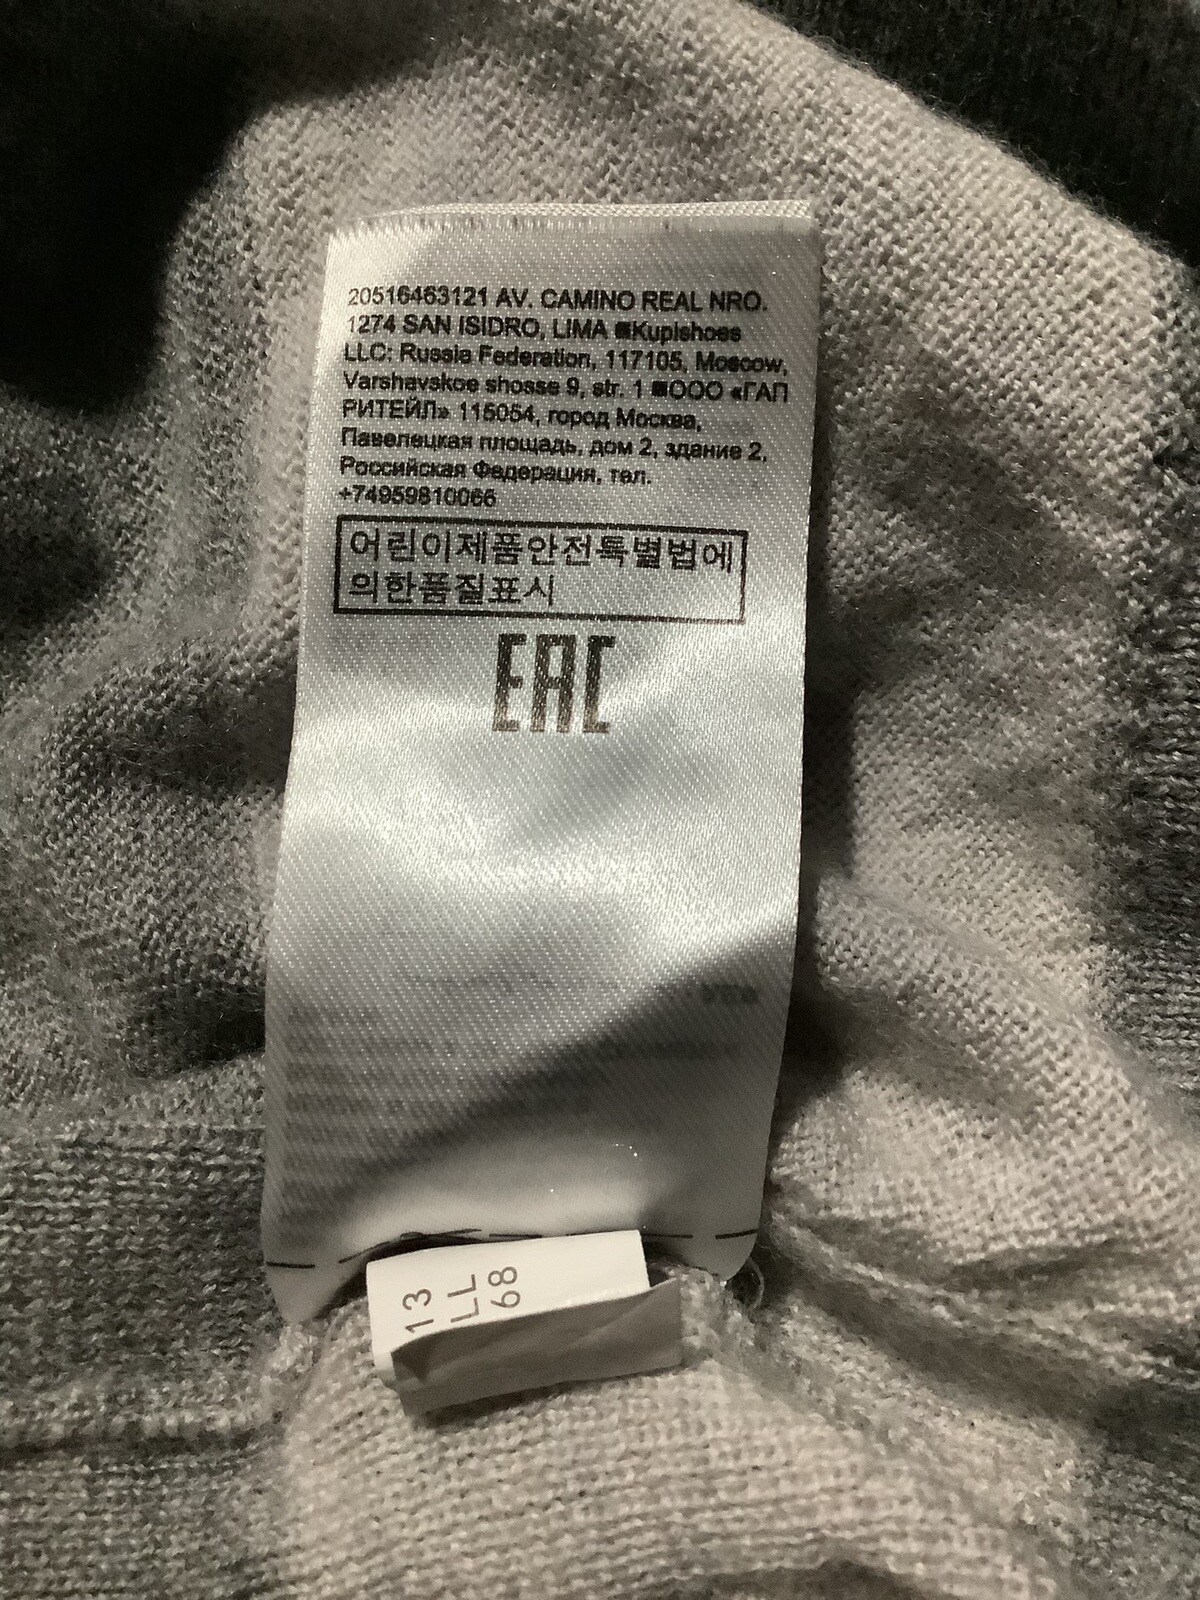 20516463121 AV. CAMINO REAL NRO.
1274 SAN ISIDRO, LIMA ■Kupishoes
LLC: Russia Federation, 117105, Moscow,
Varshavskoe shosse 9, str. 1 ■ООО «ГАП
РИТЕЙЛ» 115054, город Москва,
Павелецкая площадь, дом 2, здание 2,
Российская Федерация, тел.
+74959810066
어린이제품안전특별법에
의한품질표시
EAC
13
LL
68